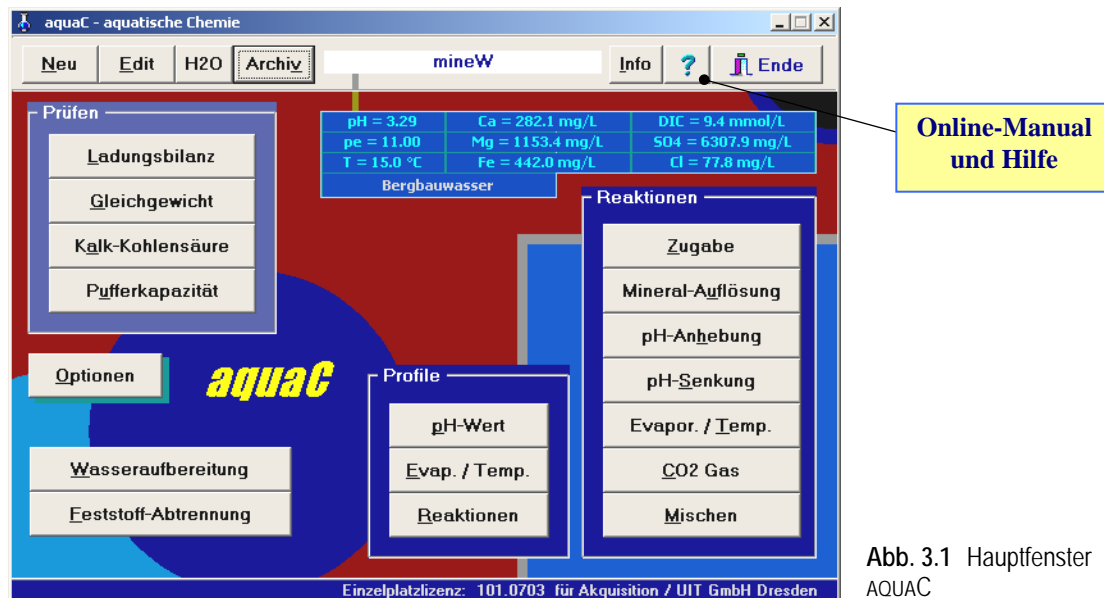 aquaC - aquatische Chemie
Neu Edit H2O Archiv mineW Info ? Ende
Prüfen
Ladungsbilanz
Gleichgewicht
Kalk-Kohlensäure
Pufferkapazität
pH = 3.29 Ca = 282.1 mg/L DIC = 9.4 mmol/L
pe = 11.00 Mg = 1153.4 mg/L SO4 = 6307.9 mg/L
T = 15.0 °C Fe = 442.0 mg/L Cl = 77.8 mg/L
Bergbauwasser
Online-Manual
und Hilfe
Reaktionen
Zugabe
Mineral-Auflösung
pH-Anhebung
pH-Senkung
Evapor. / Temp.
CO2 Gas
Mischen
Optionen
aquaC
Profile
pH-Wert
Evap. / Temp.
Reaktionen
Wasseraufbereitung
Feststoff-Abtrennung
Einzelplatzlizenz: 101.0703 für Akquisition / UIT GmbH Dresden
Abb. 3.1 Hauptfenster
AQUAC